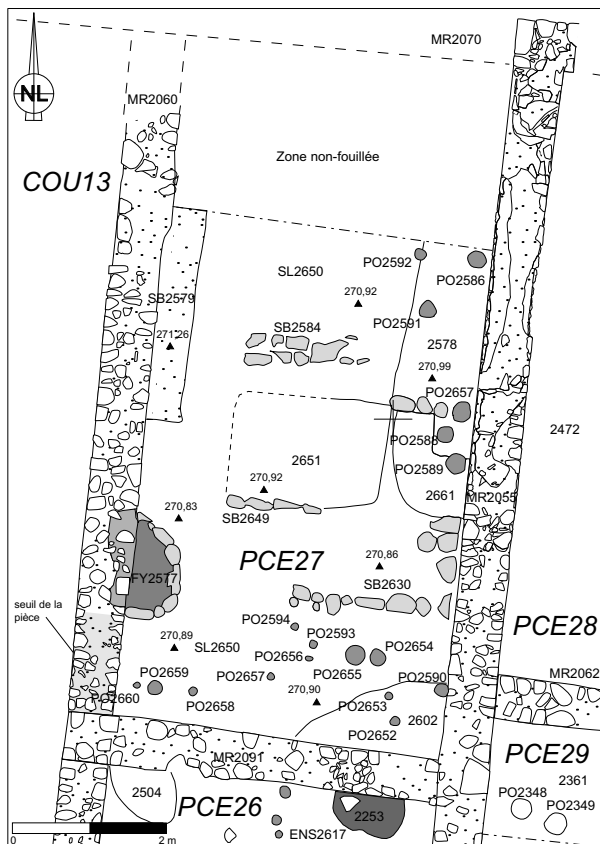 MR2070
NL
MR2060
Zone non-fouillée
COU13
PO2592
PO2586
SL2650
270,92
SB2579
PO2591
SB2584
2578
271,26
270,99
PO2657
2472
PO2588
2651
PO2589
270,92
2661
MR2055
SB2649
270,83
PCE27
270,86
FY2577
SB2630
seuil de la
pièce
PO2594
PO2593
PCE28
270,89
SL2650
PO2656
PO2654
MR2062
PO2659
PO2657
PO2655
PO2590
PO2660
PO2658
270,90
PO2653
2602
PO2652
MR2091
PCE29
2504
2361
PCE26
PO2348
2253
PO2349
ENS2617
0
2 m